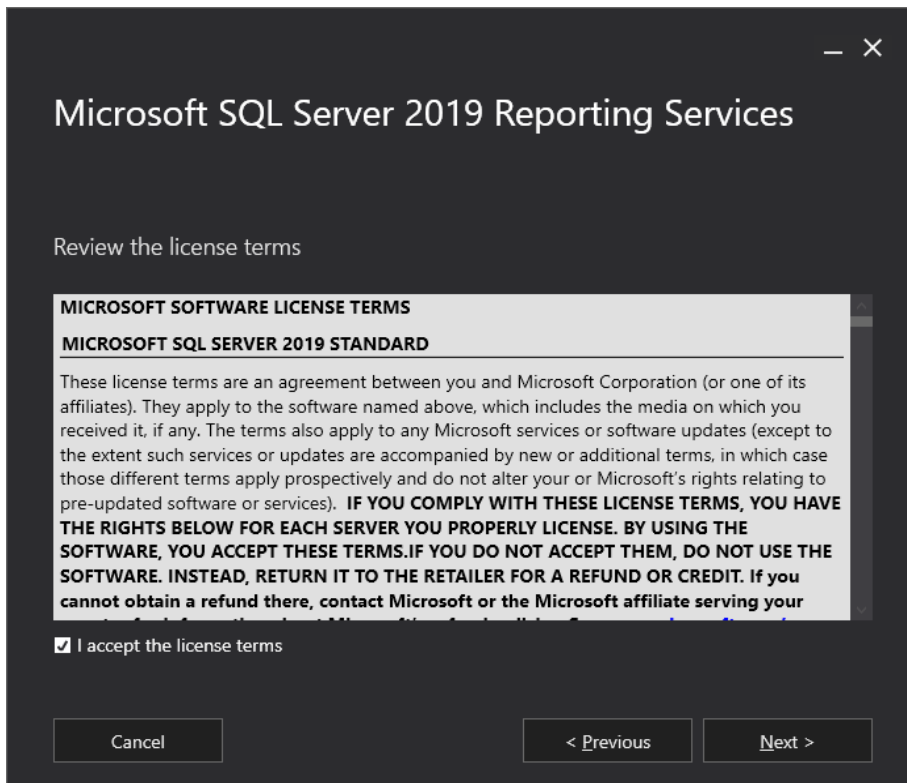 Microsoft SQL Server 2019 Reporting Services
Review the license terms
MICROSOFT SOFTWARE LICENSE TERMS
MICROSOFT SQL SERVER 2019 STANDARD
These license terms are an agreement between you and Microsoft Corporation (or one of its
affiliates). They apply to the software named above, which includes the media on which you
received it, if any. The terms also apply to any Microsoft services or software updates (except to
the extent such services or updates are accompanied by new or additional terms, in which case
those different terms apply prospectively and do not alter your or Microsoft's rights relating to
pre-updated software or services). IF YOU COMPLY WITH THESE LICENSE TERMS, YOU HAVE
THE RIGHTS BELOW FOR EACH SERVER YOU PROPERLY LICENSE. BY USING THE
SOFTWARE, YOU ACCEPT THESE TERMS.IF YOU DO NOT ACCEPT THEM, DO NOT USE THE
SOFTWARE. INSTEAD, RETURN IT TO THE RETAILER FOR A REFUND OR CREDIT. If you
cannot obtain a refund there, contact Microsoft or the Microsoft affiliate serving your
I accept the license terms
Cancel
< Previous
Next >